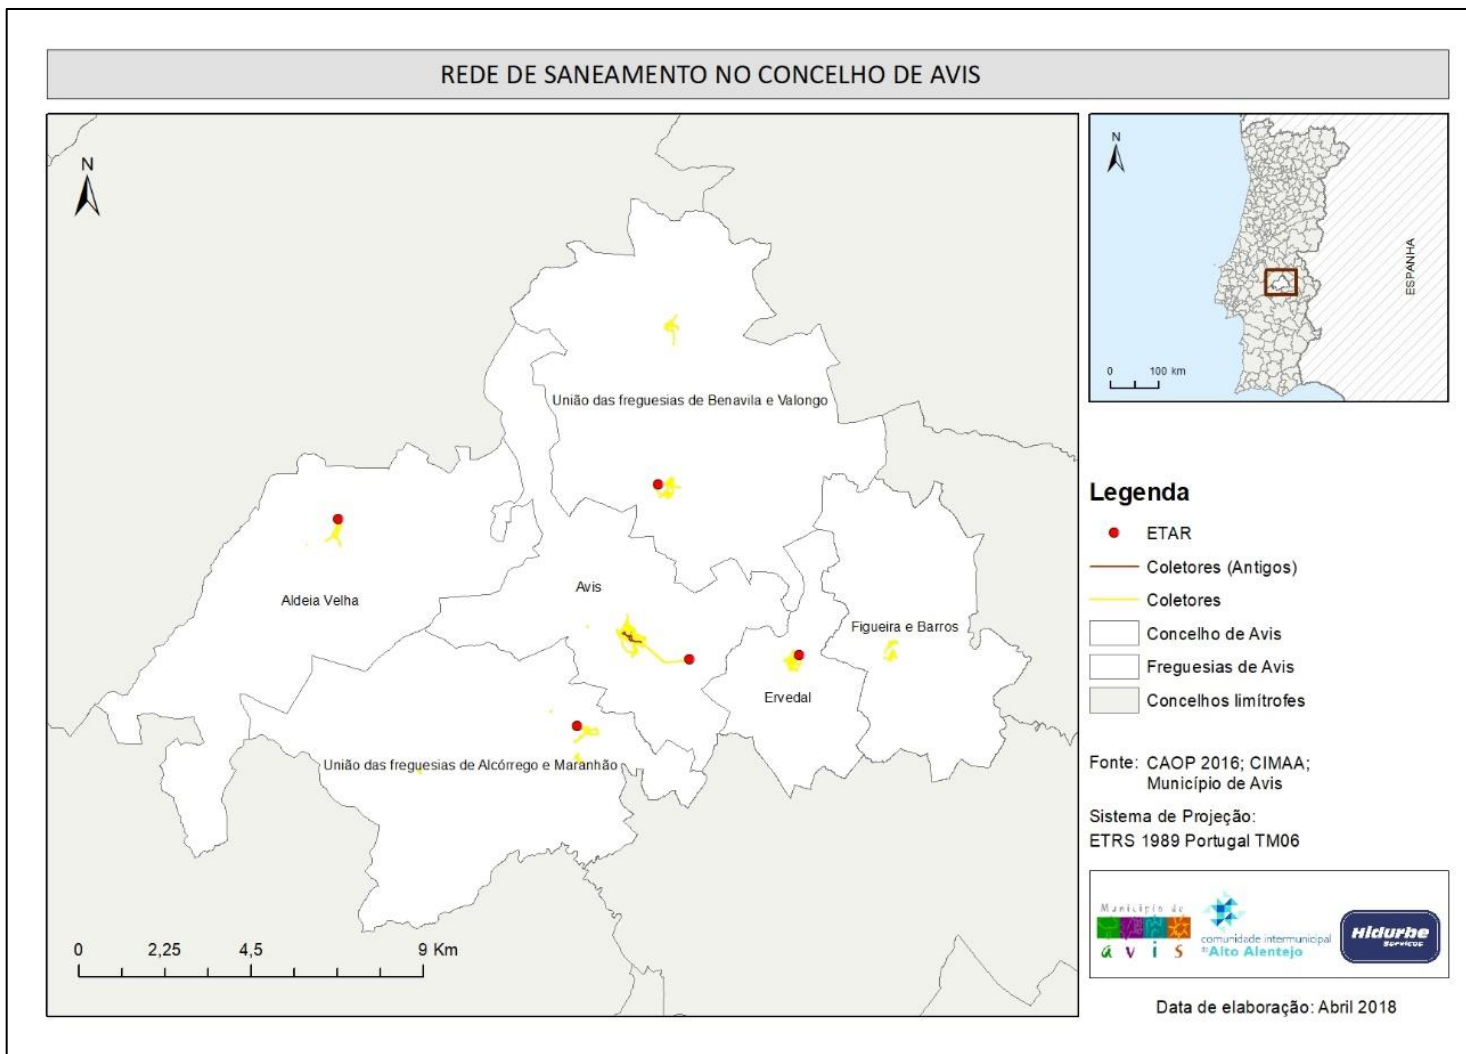 REDE DE SANEAMENTO NO CONCELHO DE AVIS
N
União das freguesias de Benavila e Valongo
Aldeia Velha
Avis
Figueira e Barros
Ervedal
União das freguesias de Alcórrego e Maranhão
0 2,25 4,5 9 Km
N
ESPANHA
0 100 km
Legenda
ETAR
Coletores (Antigos)
Coletores
Concelho de Avis
Freguesias de Avis
Concelhos limítrofes
Fonte: CAOP 2016; CIMAA;
Município de Avis
Sistema de Projeção:
ETRS 1989 Portugal TM06
Município de
avis
comunidade intermunicipal
do Alto Alentejo
Hidurbe
Serviços
Data de elaboração: Abril 2018